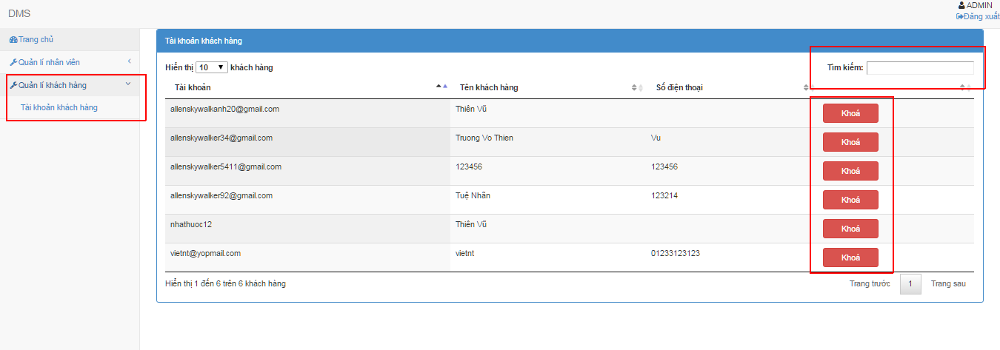 DMS
ADMIN
Đăng xuất
Trang chủ
Quản lí nhân viên
Quản lí khách hàng
Tài khoản khách hàng
Tài khoản khách hàng
Hiển thị 10 khách hàng
Tìm kiếm:
Tài khoản Tên khách hàng Số điện thoại
allenskywalkanh20@gmail.com Thiên Vũ Khoá
allenskywalker34@gmail.com Truong Vo Thien Vu Khoá
allenskywalker5411@gmail.com 123456 123456 Khoá
allenskywalker92@gmail.com Tuệ Nhãn 123214 Khoá
nhathuoc12 Thiên Vũ Khoá
vietnt@yopmail.com vietnt 01233123123 Khoá
Hiển thị 1 đến 6 trên 6 khách hàng
Trang trước 1 Trang sau